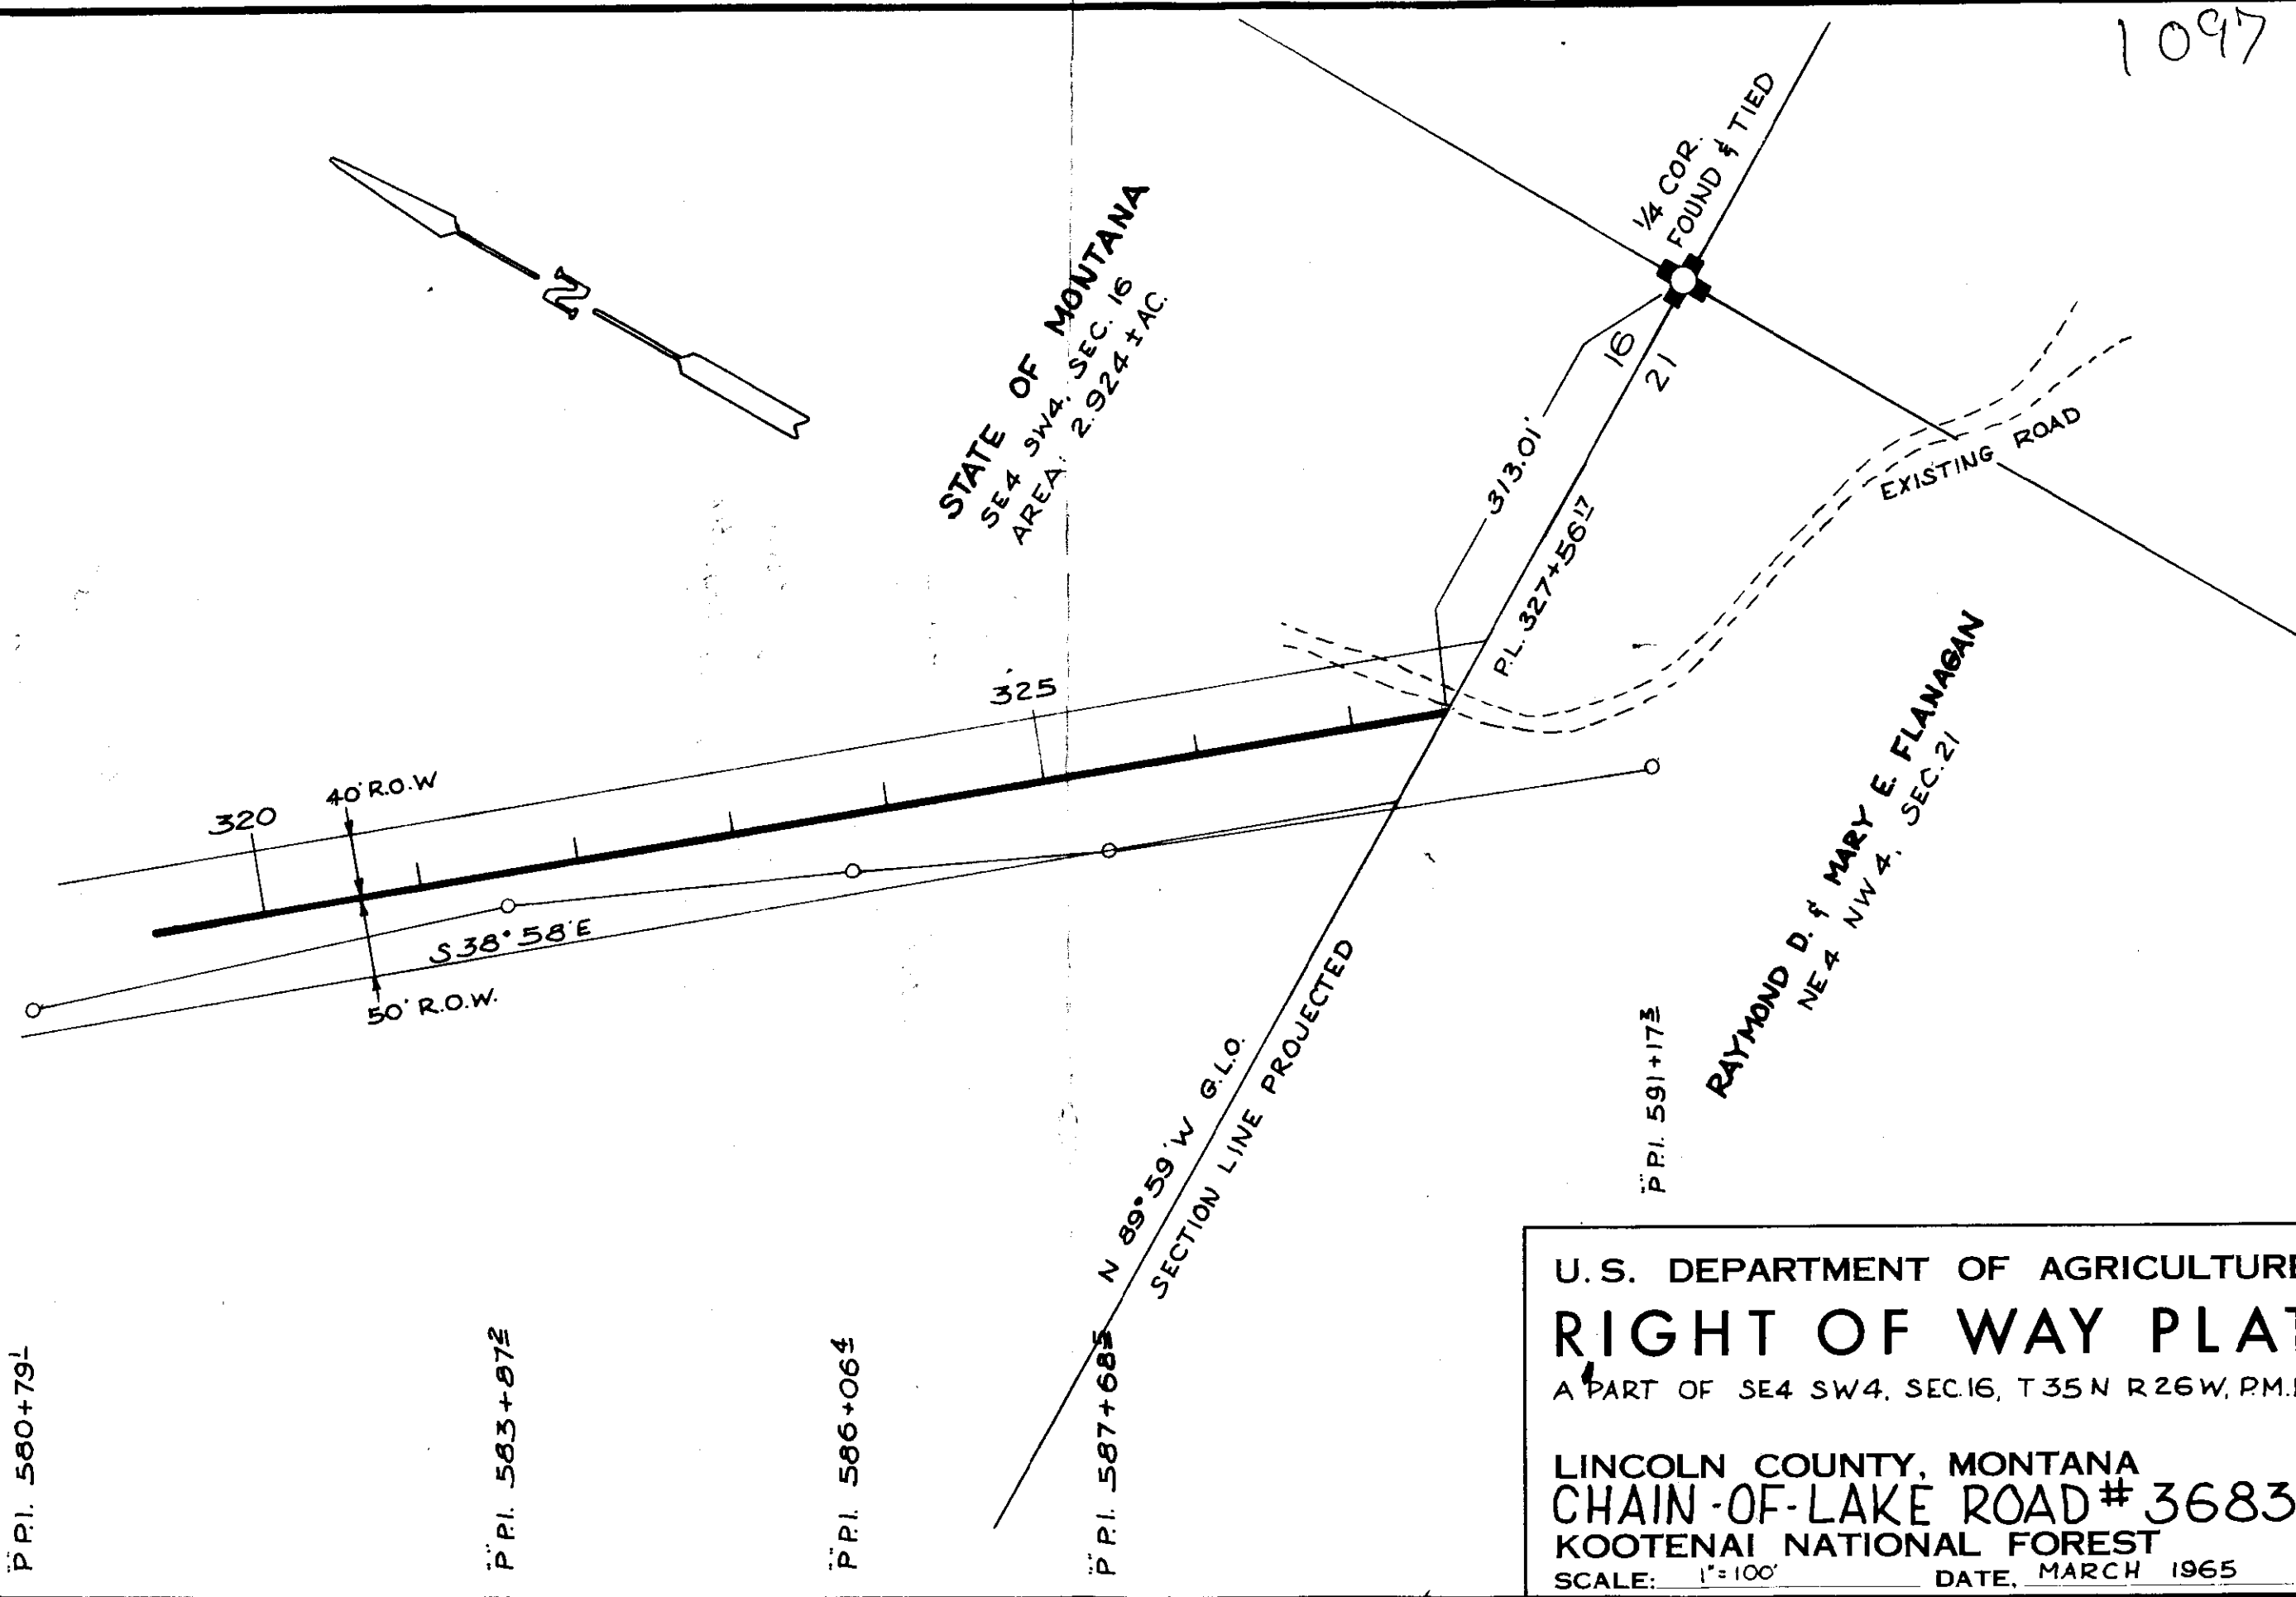 1097
1/4 COR.
FOUND & TIED
N
STATE OF MONTANA
SE4 SW4, SEC. 16
AREA: 2.924 ± AC.
16
21
313.01'
P.L. 327+56 17
EXISTING ROAD
325
320
40' R.O.W
S 38° 58' E
50' R.O.W.
RAYMOND D. & MARY E. FLANAGAN
NE4 NW4, SEC. 21
N 89° 59' W G.L.O.
SECTION LINE PROJECTED
"P" P.I. 580+79 1
"P" P.I. 583+87 2
"P" P.I. 586+06 4
"P" P.I. 587+68 5
"P" P.I. 591+17 3
U.S. DEPARTMENT OF AGRICULTURE
RIGHT OF WAY PLAT
A PART OF SE4 SW4, SEC.16, T35N R26W, P.M.
LINCOLN COUNTY, MONTANA
CHAIN-OF-LAKE ROAD # 3683
KOOTENAI NATIONAL FOREST
SCALE: 1"=100' DATE, MARCH 1965